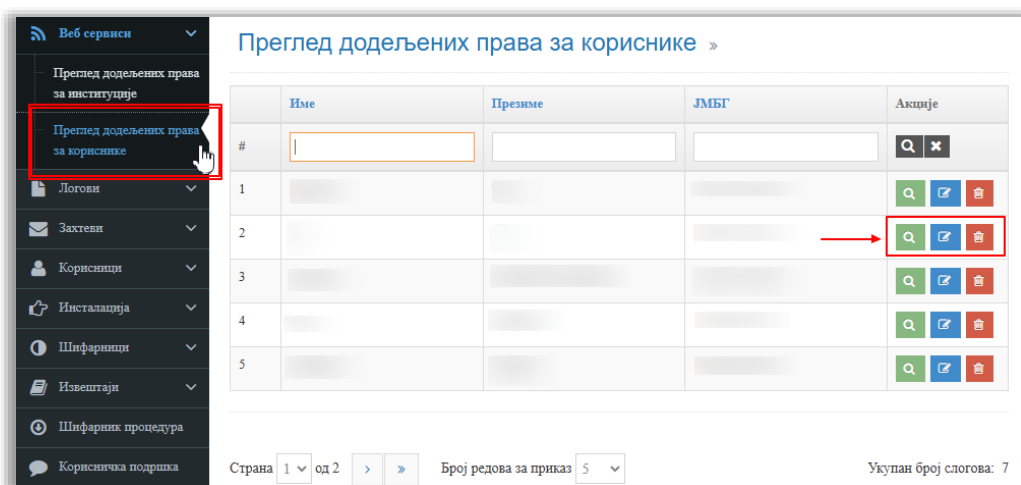 Веб сервиси
Преглед додељених права
за институције
Преглед додељених права
за кориснике
Логови
Захтеви
Корисници
Инсталација
Шифарници
Извештаји
Шифарник процедура
Корисничка подршка
Преглед додељених права за кориснике »
Име Презиме ЈМБГ Акције
#
1
2
3
4
5
Страна 1 од 2 › » Број редова за приказ 5 Укупан број слогова: 7